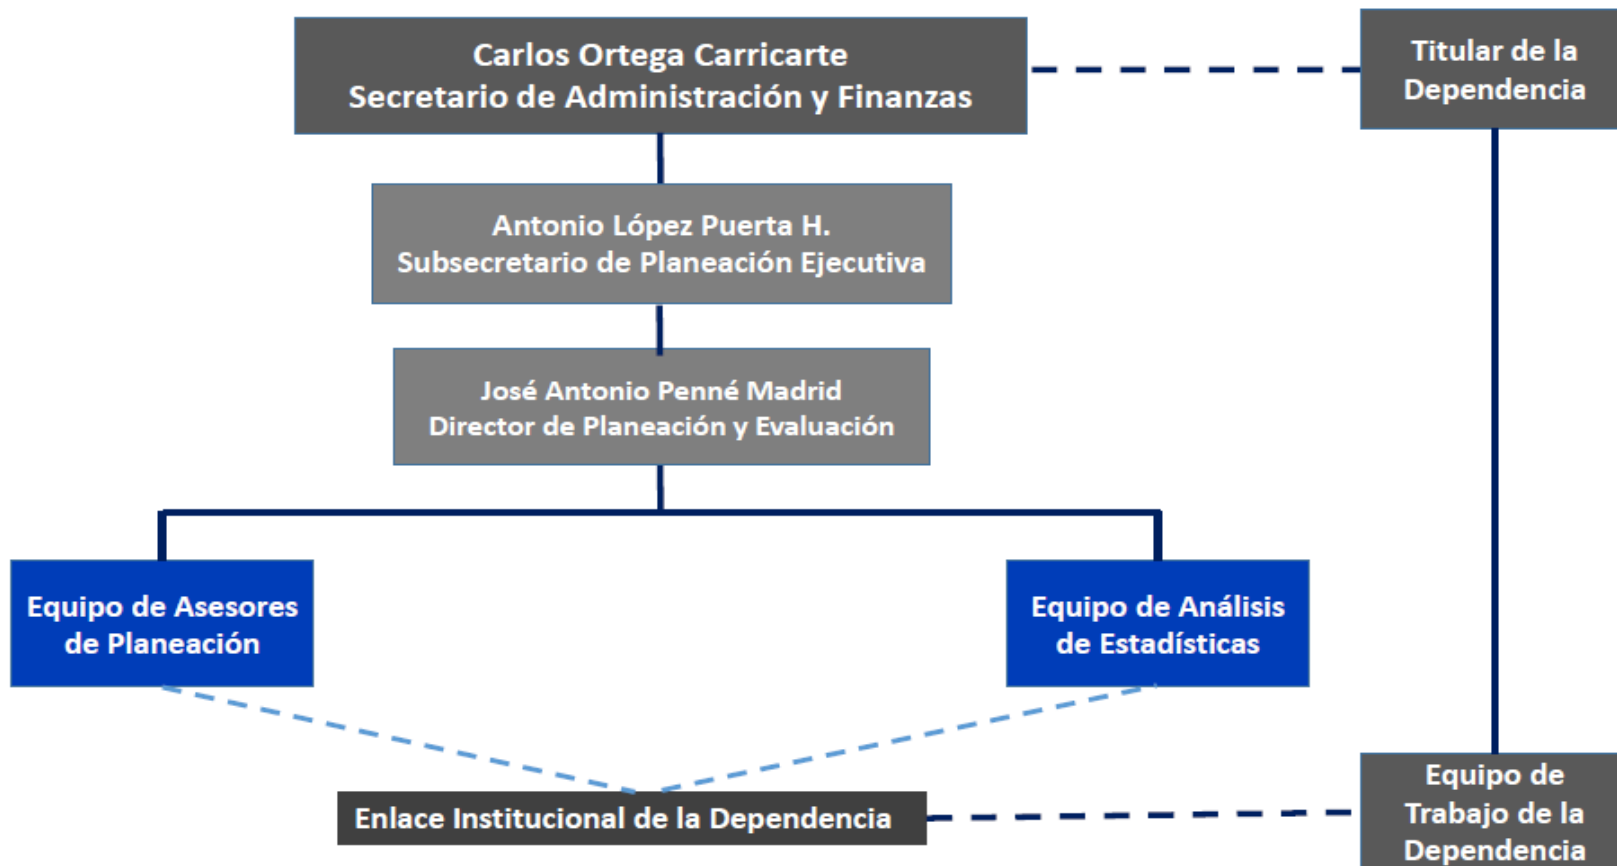 Carlos Ortega Carricarte
Secretario de Administración y Finanzas
Titular de la
Dependencia
Antonio López Puerta H.
Subsecretario de Planeación Ejecutiva
José Antonio Penné Madrid
Director de Planeación y Evaluación
Equipo de Asesores
de Planeación
Equipo de Análisis
de Estadísticas
Enlace Institucional de la Dependencia
Equipo de
Trabajo de la
Dependencia